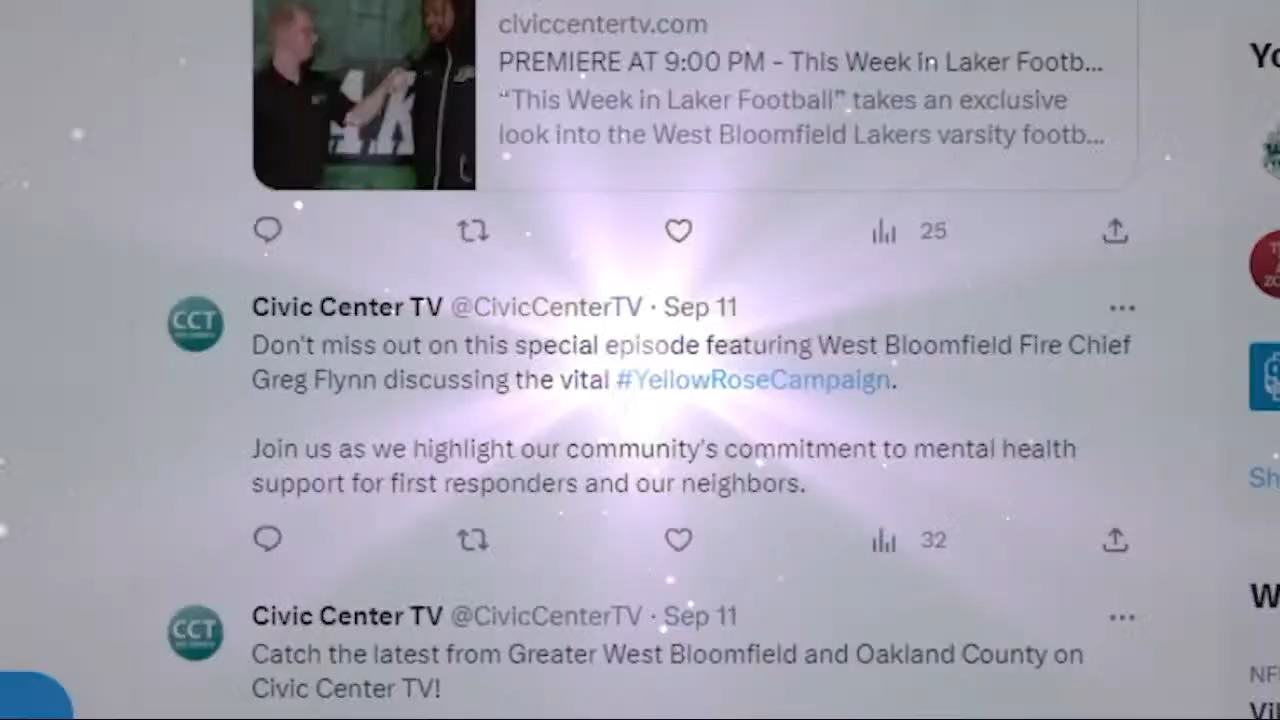 civiccentertv.com
PREMIERE AT 9:00 PM - This Week in Laker Footb...
“This Week in Laker Football” takes an exclusive
look into the West Bloomfield Lakers varsity footb...
25
Civic Center TV @CivicCenterTV · Sep 11
CCT
Don't miss out on this special episode featuring West Bloomfield Fire Chief
Greg Flynn discussing the vital #YellowRoseCampaign.
Join us as we highlight our community's commitment to mental health
support for first responders and our neighbors.
32
Civic Center TV @CivicCenterTV · Sep 11
CCT
Catch the latest from Greater West Bloomfield and Oakland County on
Civic Center TV!